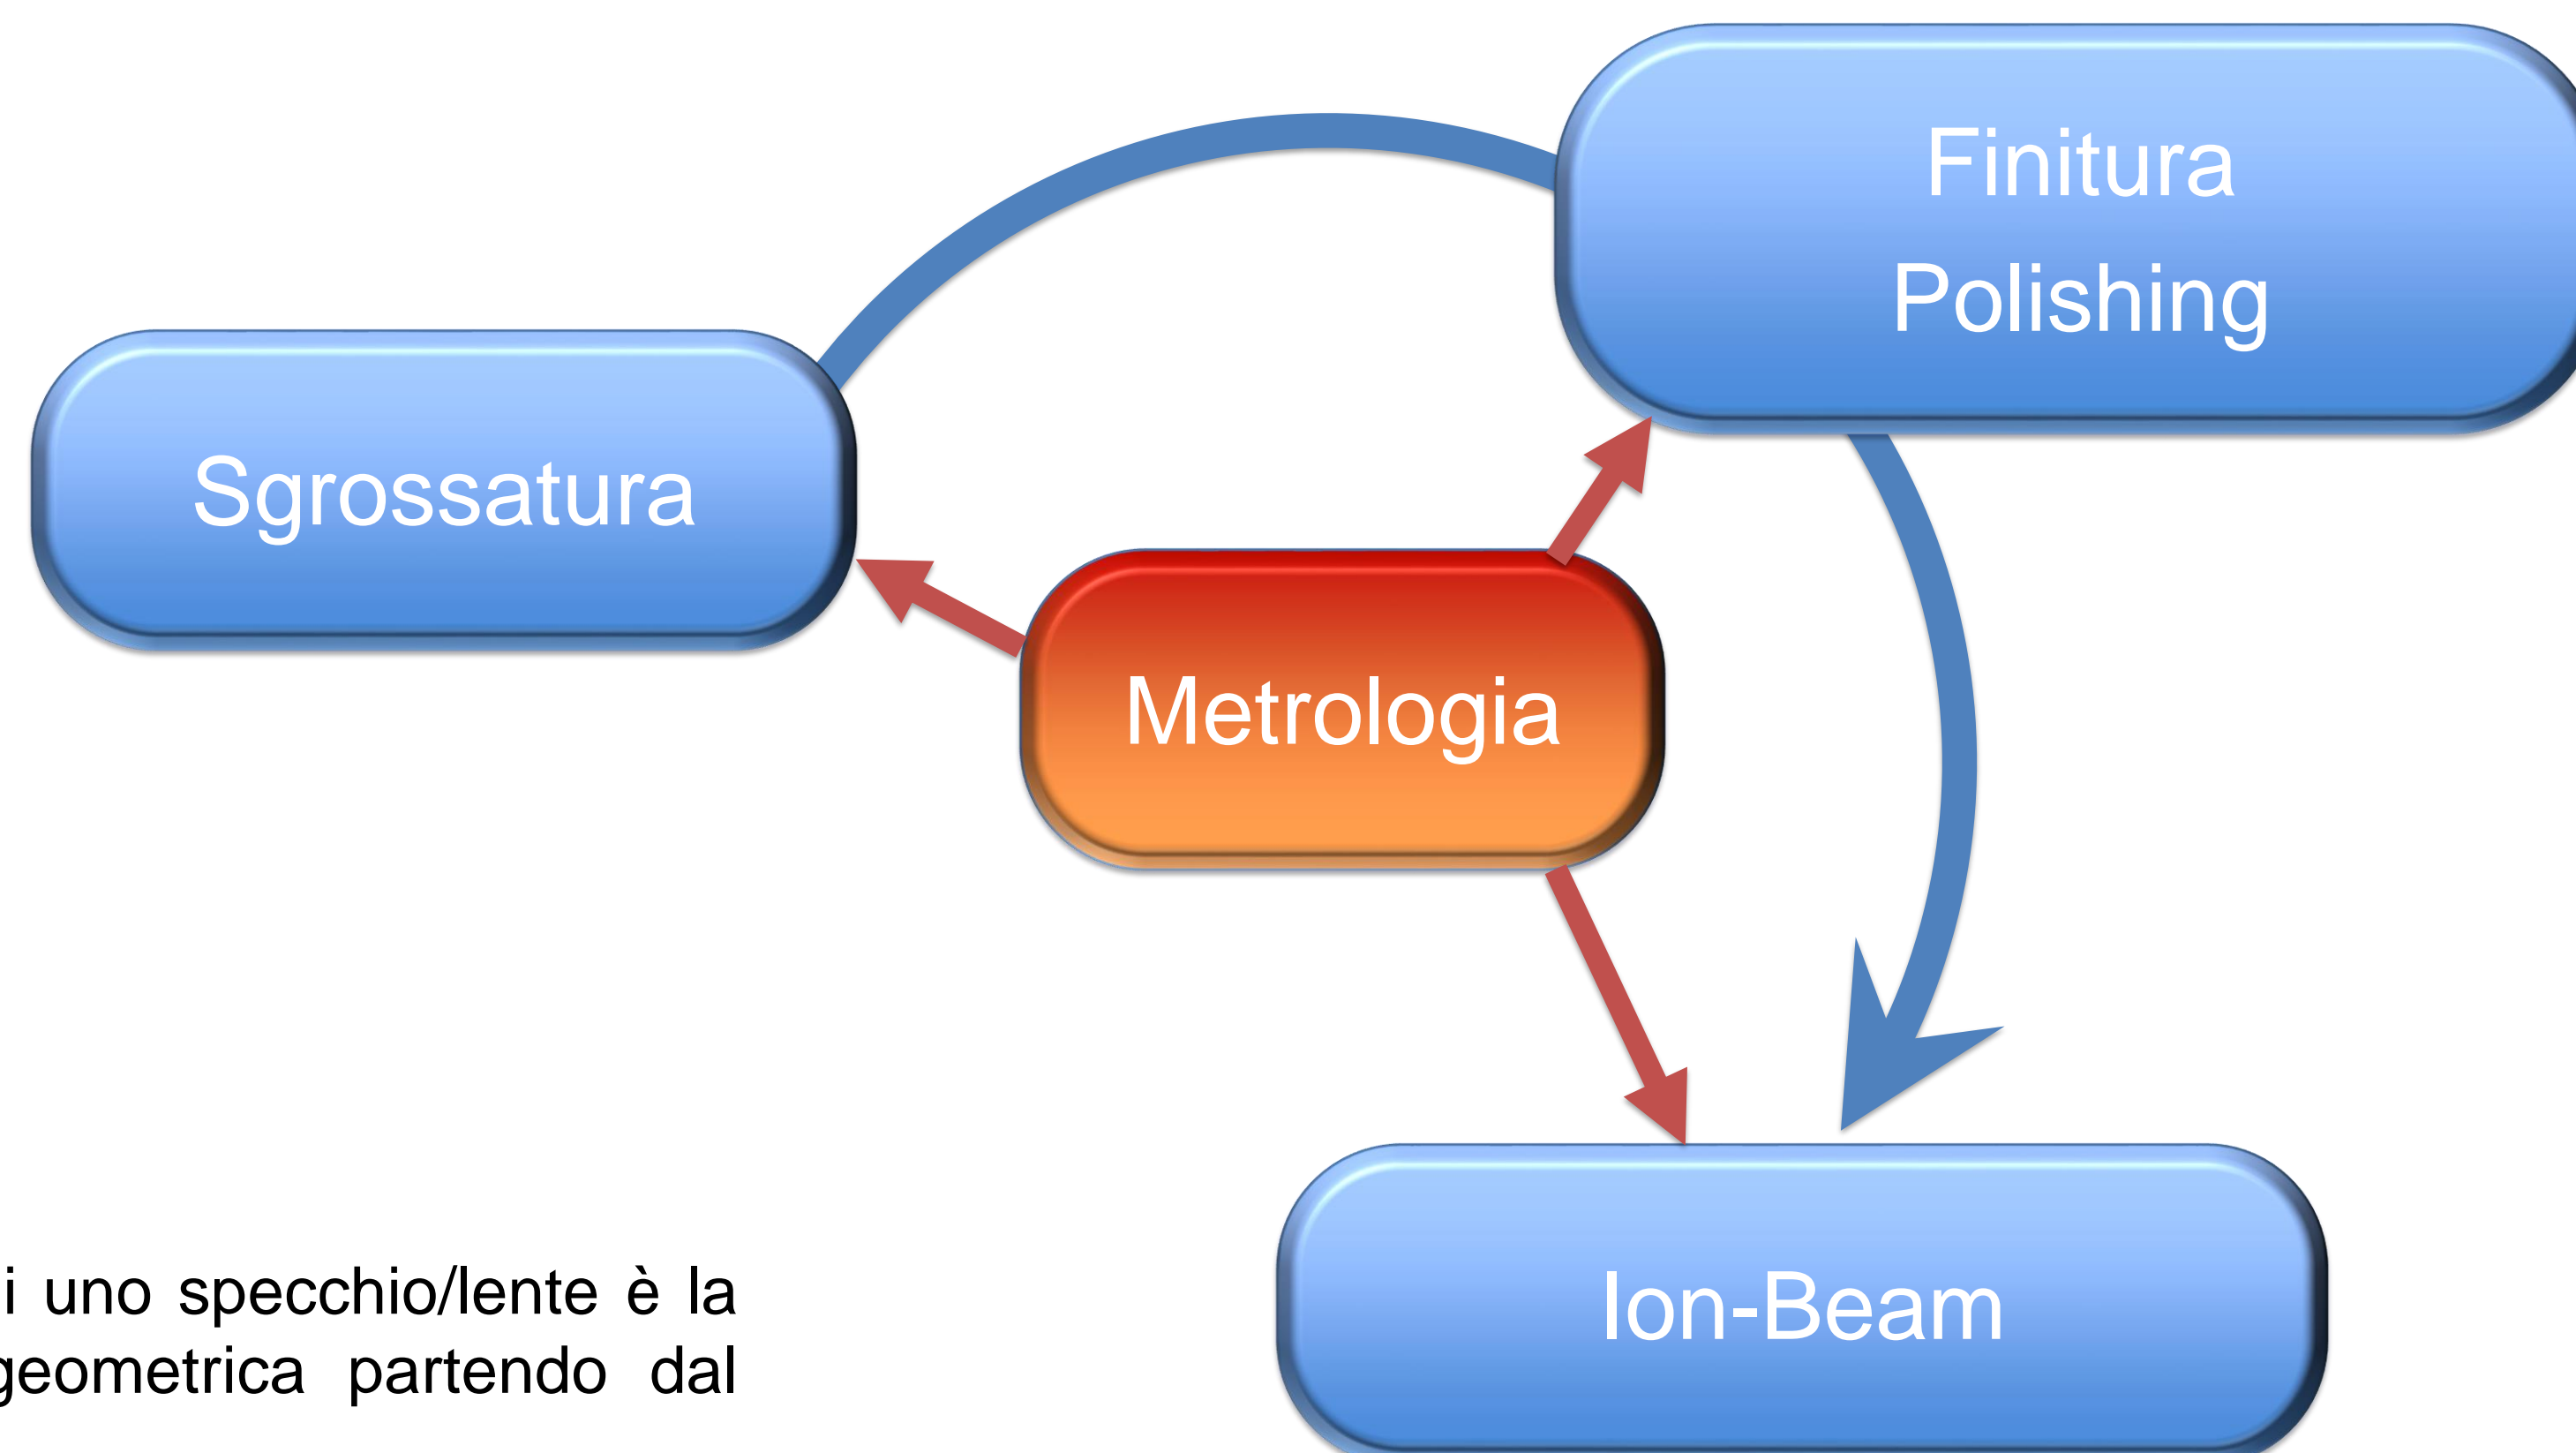 Finitura
Polishing
Sgrossatura
Metrologia
i uno specchio/lente è la
geometrica partendo dal
Ion-Beam